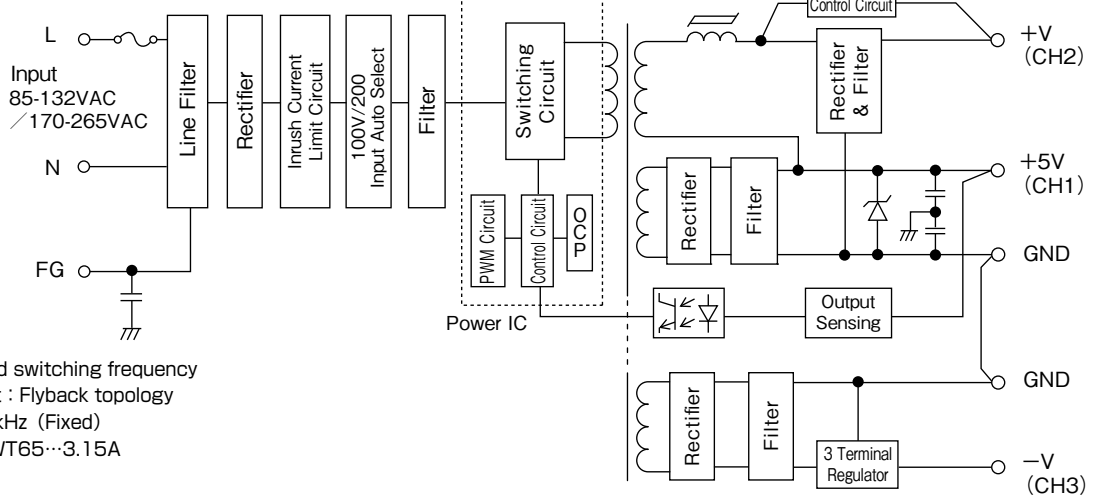 Control Circuit
L
Input
85-132VAC
／170-265VAC
N
FG
Line Filter
Rectifier
Inrush Current
Limit Circuit
100V/200
Input Auto Select
Filter
Switching
Circuit
PWM Circuit
Control Circuit
OCP
Power IC
Rectifier
& Filter
+V
(CH2)
Rectifier
Filter
+5V
(CH1)
GND
Output
Sensing
Rectifier
Filter
3 Terminal
Regulator
GND
−V
(CH3)
switching frequency
: Flyback topology
kHz (Fixed)
WT65…3.15A